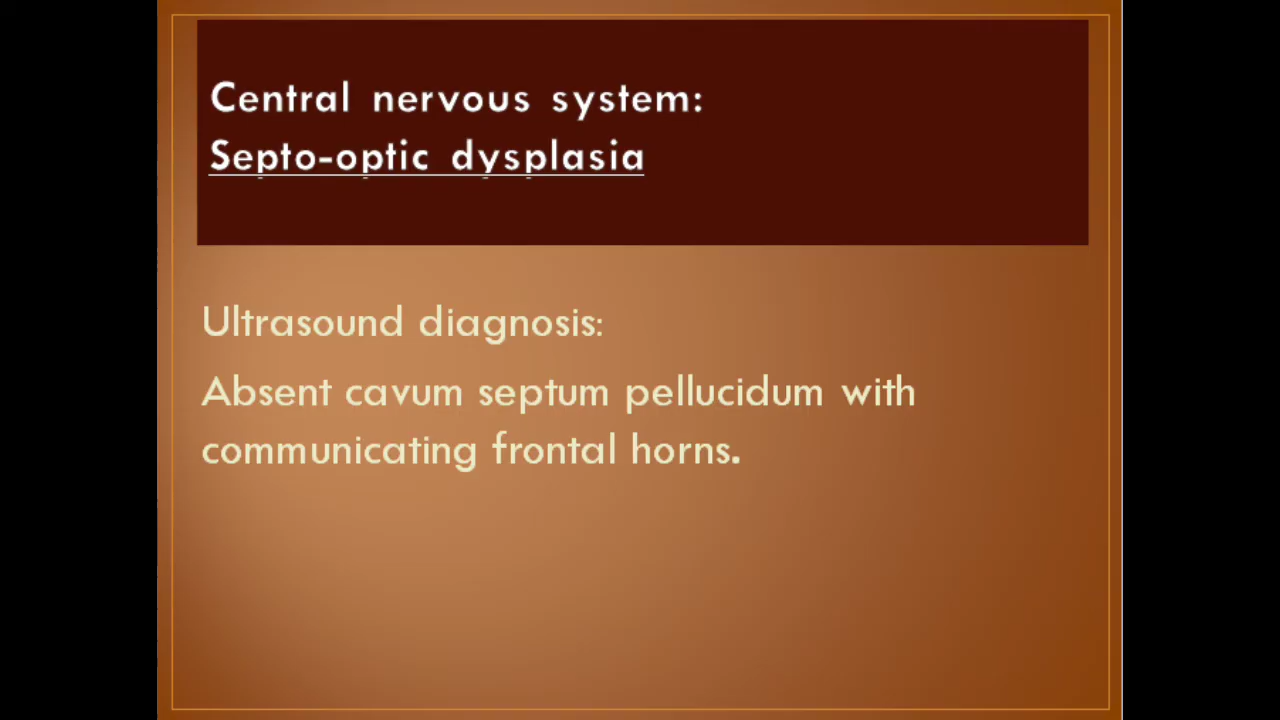 Central nervous system:
Septo-optic dysplasia
Ultrasound diagnosis:
Absent cavum septum pellucidum with
communicating frontal horns.